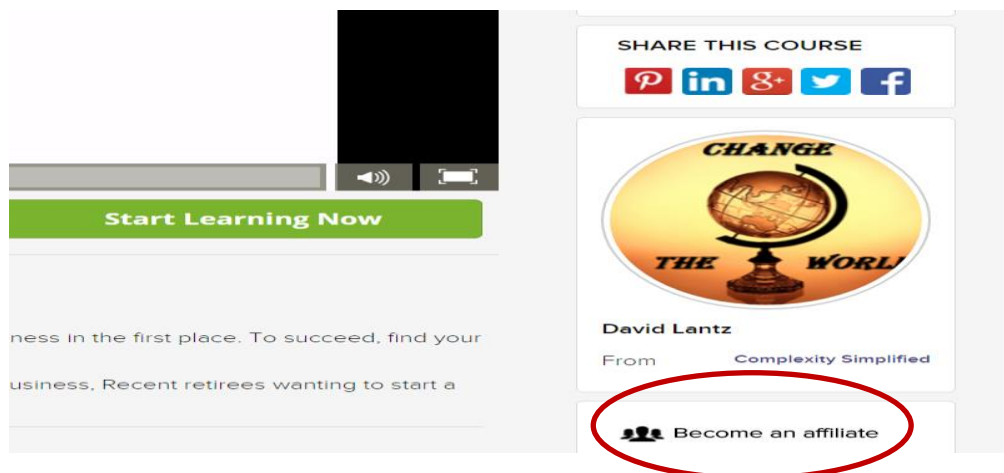 SHARE THIS COURSE
Start Learning Now
ness in the first place. To succeed, find your
usiness, Recent retirees wanting to start a
CHANGE
THE WORL
David Lantz
From Complexity Simplified
Become an affiliate